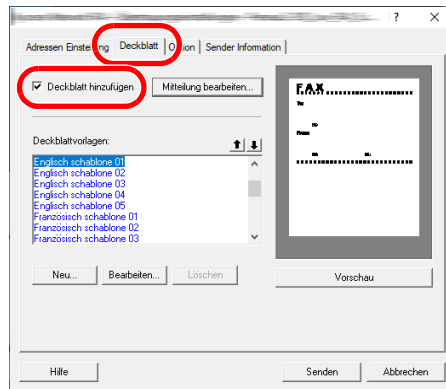 ?
X
Adressen Einstellung
Deckblatt
Option
Sender Information
Deckblatt hinzufügen
Mitteilung bearbeiten...
Deckblattvorlagen:
Englisch schablone 01
Englisch schablone 02
Englisch schablone 03
Englisch schablone 04
Englisch schablone 05
Französisch schablone 01
Französisch schablone 02
Französisch schablone 03
Neu...
Bearbeiten...
Löschen
FAX
To:
From:
Vorschau
Hilfe
Senden
Abbrechen